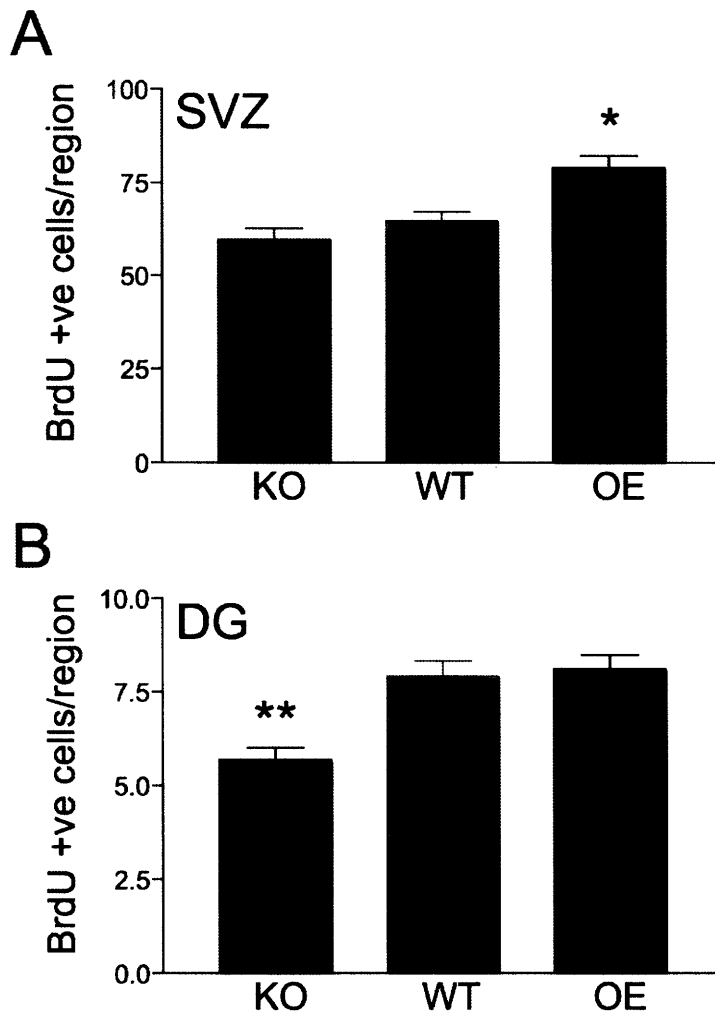 A
SVZ
BrdU +ve cells/region
100
75
50
25
0
*
KO WT OE
B
DG
BrdU +ve cells/region
10.0
7.5
5.0
2.5
0.0
**
KO WT OE